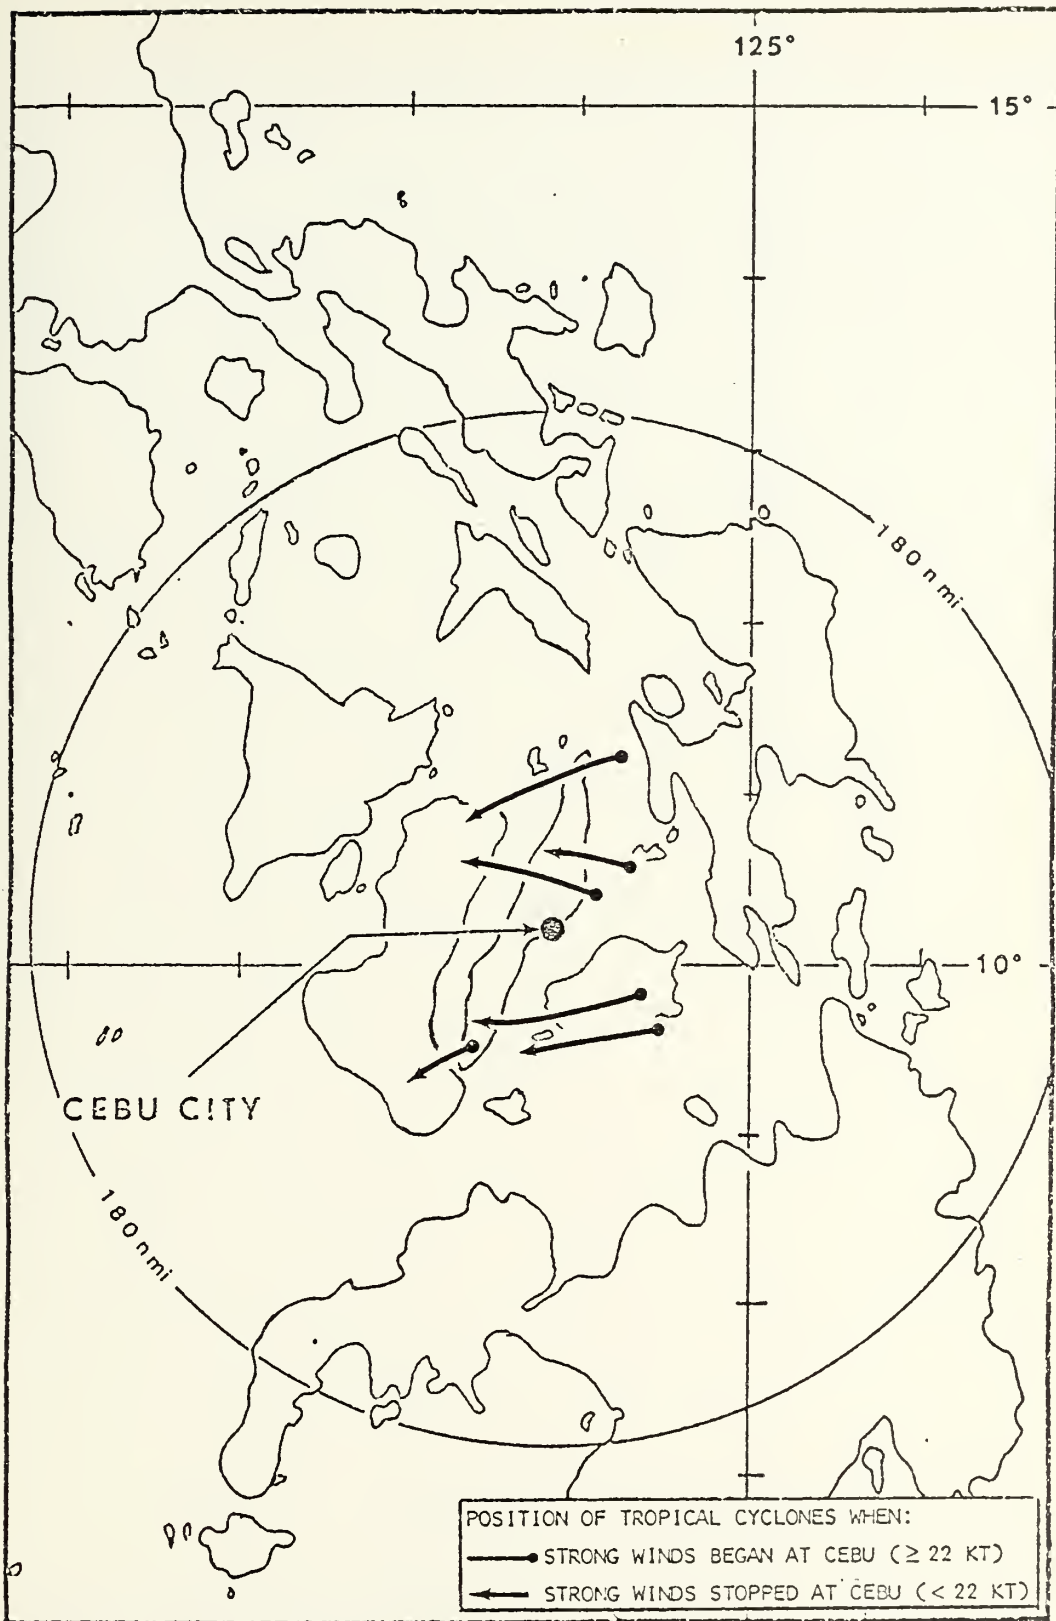 125°
15°
180 nmi
10°
CEBU CITY
180 nmi
POSITION OF TROPICAL CYCLONES WHEN:
STRONG WINDS BEGAN AT CEBU (≥ 22 KT)
STRONG WINDS STOPPED AT CEBU (< 22 KT)